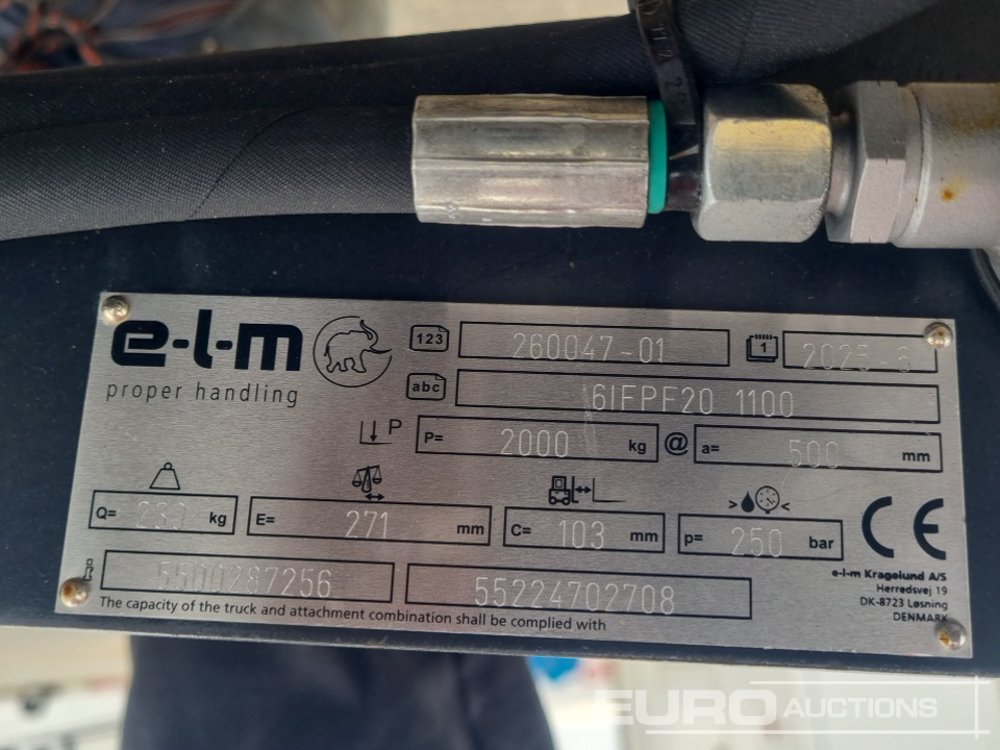 e-l-m
proper handling
123 260047-01 1 2025-6
abc 6IFPF20 1100
P P= 2000 kg @ a= 500 mm
Q= 230 kg E= 271 mm C= 103 mm p= 250 bar
CE
5500287256 55224702708
The capacity of the truck and attachment combination shall be complied with
e-l-m Kragelund A/S
Herredsvej 19
DK-8723 Løsning
DENMARK
EURO AUCTIONS